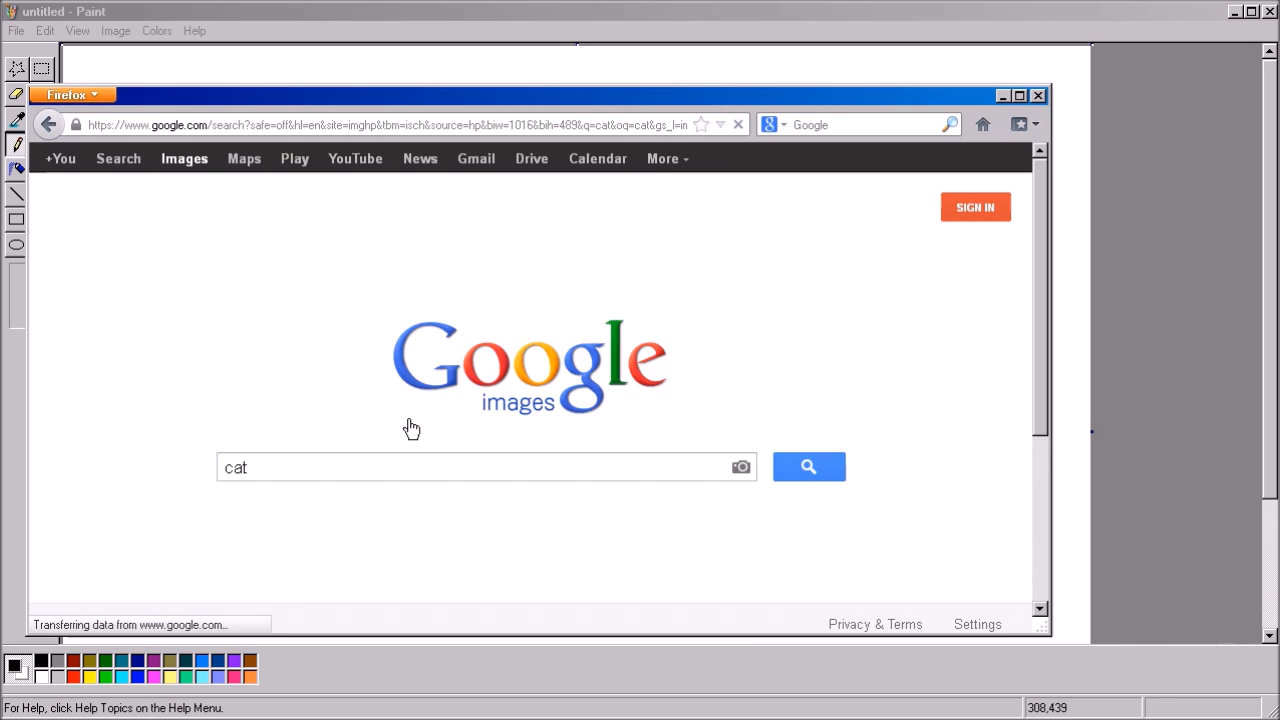 untitled - Paint
File Edit View Image Colors Help
Firefox
https://www.google.com/search?safe=off&hl=en&site=imghp&tbm=isch&source=hp&biw=1016&bih=489&q=cat&oq=cat&gs_l=in
Google
+You Search Images Maps Play YouTube News Gmail Drive Calendar More
SIGN IN
Google
images
cat
Transferring data from www.google.com...
Privacy & Terms Settings
For Help, click Help Topics on the Help Menu.
308,439